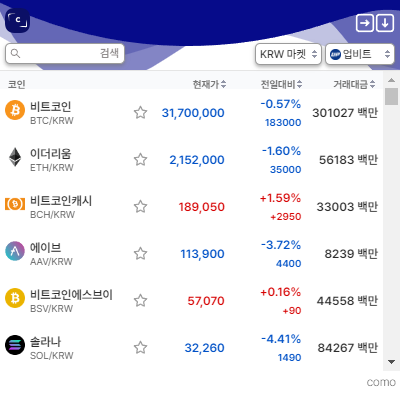 C
검색
KRW 마켓
업비트
코인 현재가 전일대비 거래대금
비트코인 31,700,000 -0.57% 301027 백만
BTC/KRW 183000
이더리움 2,152,000 -1.60% 56183 백만
ETH/KRW 35000
비트코인캐시 189,050 +1.59% 33003 백만
BCH/KRW +2950
에이브 113,900 -3.72% 8239 백만
AAV/KRW 4400
비트코인에스브이 57,070 +0.16% 44558 백만
BSV/KRW +90
솔라나 32,260 -4.41% 84267 백만
SOL/KRW 1490
como